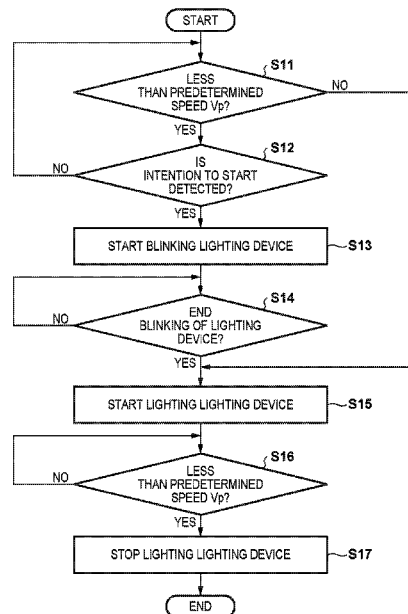 START
S11
LESS
THAN PREDETERMINED
SPEED Vp?
NO
YES
S12
IS
INTENTION TO START
DETECTED?
NO
YES
START BLINKING LIGHTING DEVICE
S13
S14
END
BLINKING OF LIGHTING
DEVICE?
NO
YES
START LIGHTING LIGHTING DEVICE
S15
S16
LESS
THAN PREDETERMINED
SPEED Vp?
NO
YES
STOP LIGHTING LIGHTING DEVICE
S17
END